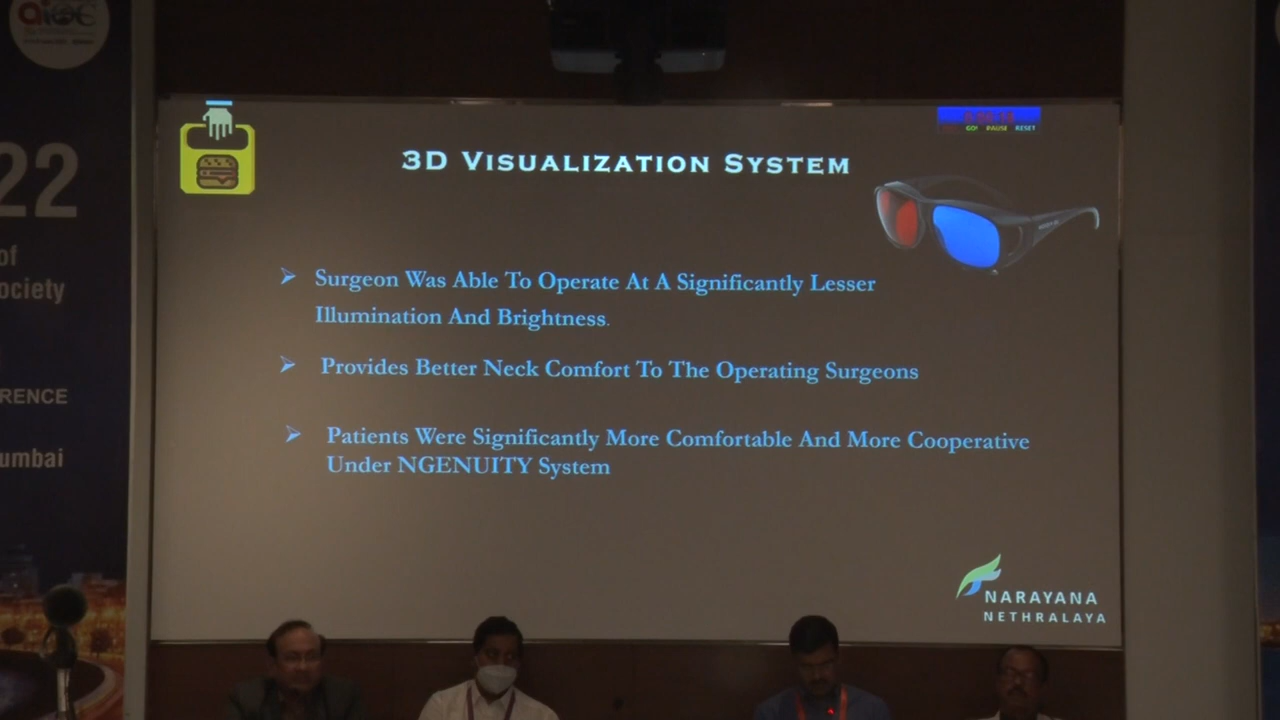 22
of
ociety
RENCE
umbai
GO! PAUSE RESET
3D VISUALIZATION SYSTEM
Surgeon Was Able To Operate At A Significantly Lesser
Illumination And Brightness.
Provides Better Neck Comfort To The Operating Surgeons
Patients Were Significantly More Comfortable And More Cooperative
Under NGENUITY System
NARAYANA
NETHRALAYA